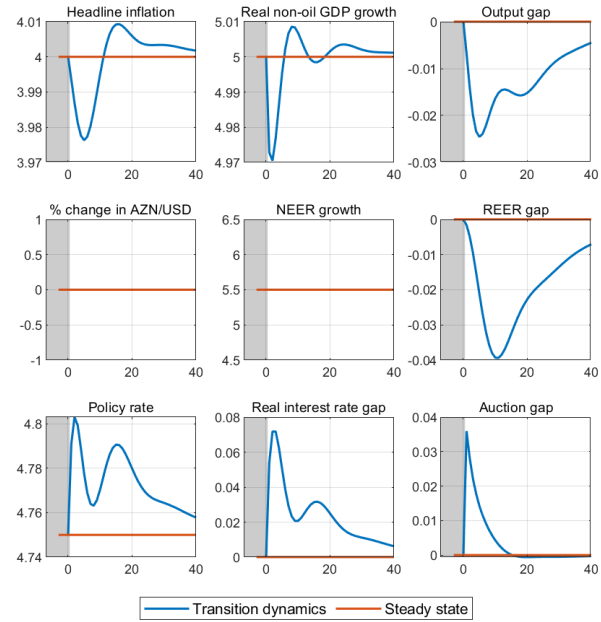 Headline inflation
4.01
4
3.99
3.98
3.97
0 20 40
Real non-oil GDP growth
5.01
5
4.99
4.98
4.97
0 20 40
Output gap
0
-0.01
-0.02
-0.03
0 20 40
% change in AZN/USD
1
0.5
0
-0.5
-1
0 20 40
NEER growth
6.5
6
5.5
5
4.5
0 20 40
REER gap
0
-0.01
-0.02
-0.03
-0.04
0 20 40
Policy rate
4.8
4.78
4.76
4.74
0 20 40
Real interest rate gap
0.08
0.06
0.04
0.02
0
0 20 40
Auction gap
0.04
0.03
0.02
0.01
0
0 20 40
Transition dynamics Steady state